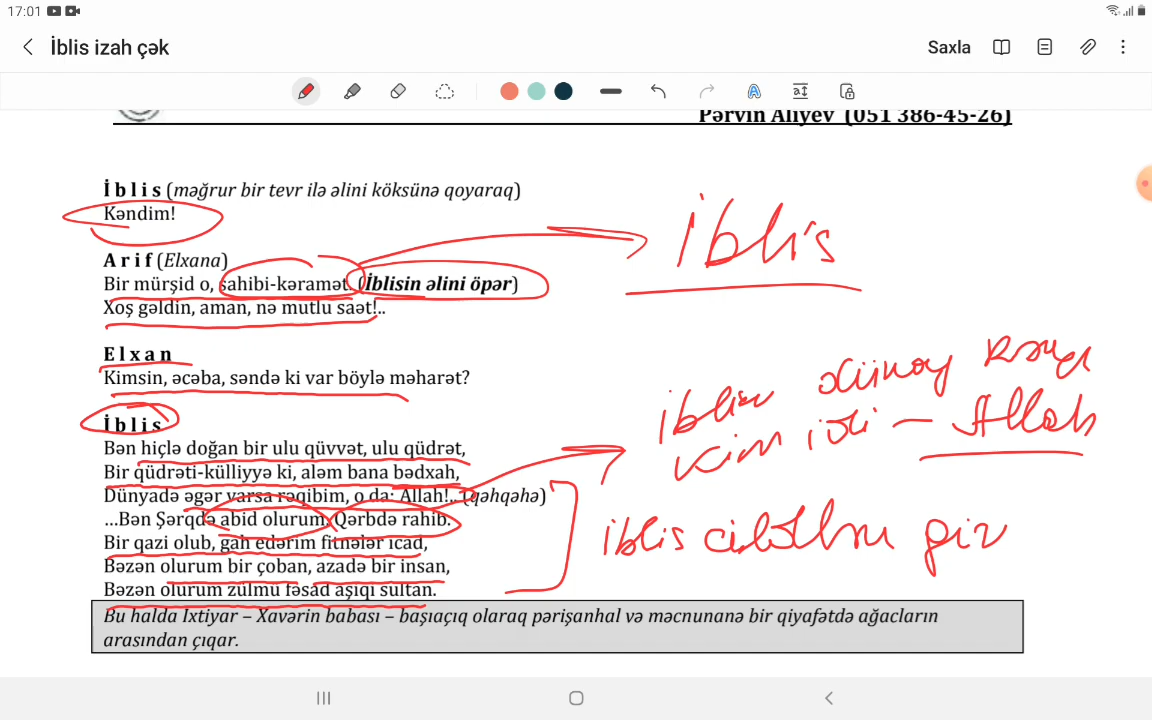 17:01
İblis izah çək
Saxla
Pərvin Alıyev (051 386-45-26)
İ b l i s (məğrur bir tevr ilə əlini köksünə qoyaraq)
Kəndim!
A r i f (Elxana)
Bir mürşid o, sahibi-kəramət. (İblisin əlini öpər)
Xoş gəldin, aman, nə mutlu saət!..
İblis
E l x a n
Kimsin, əcəba, səndə ki var böylə məharət?
İ b l i s
Bən hiçlə doğan bir ulu qüvvət, ulu qüdrət,
Bir qüdrəti-külliyyə ki, aləm bana bədxah,
Dünyadə əgər varsa rəqibim, o da: Allah!.. (qəhqəhə)
...Bən Şərqdə abid olurum, Qərbdə rahib.
Bir qazi olub, gah edərim fitnələr icad,
Bəzən olurum bir çoban, azadə bir insan,
Bəzən olurum zülmü fəsad aşiqi sultan.
kim idi – Allah
İblis
Bu halda İxtiyar – Xavərin babası – başıaçıq olaraq pərişanhal və məcnunanə bir qiyafətdə ağacların
arasından çıqar.